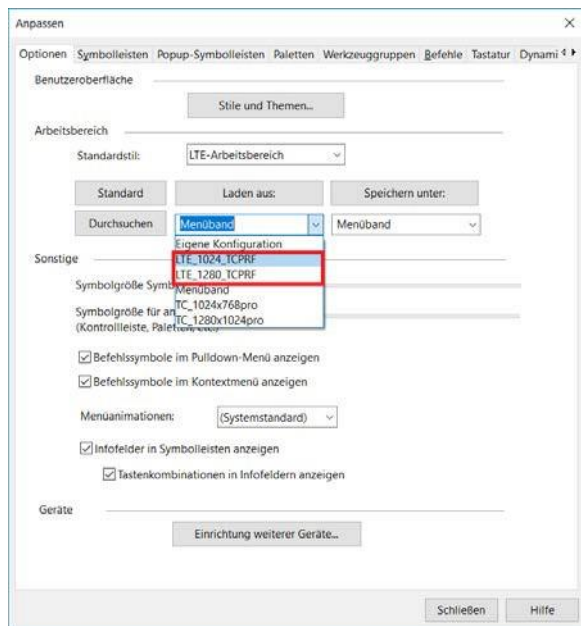 Anpassen
Optionen Symbolleisten Popup-Symbolleisten Paletten Werkzeuggruppen Befehle Tastatur Dynami
Benutzeroberfläche
Stile und Themen...
Arbeitsbereich
Standardstil: LTE-Arbeitsbereich
Standard Laden aus: Speichern unter:
Durchsuchen Menüband Menüband
Eigene Konfiguration
Sonstige LTE_1024_TCPRF
LTE_1280_TCPRF
Symbolgröße Symb Menüband
TC_1024x768pro
Symbolgröße für an TC_1280x1024pro
(Kontrollleiste, Paletten, etc.)
Befehlssymbole im Pulldown-Menü anzeigen
Befehlssymbole im Kontextmenü anzeigen
Menüanimationen: (Systemstandard)
Infofelder in Symbolleisten anzeigen
Tastenkombinationen in Infofeldern anzeigen
Geräte
Einrichtung weiterer Geräte...
Schließen Hilfe